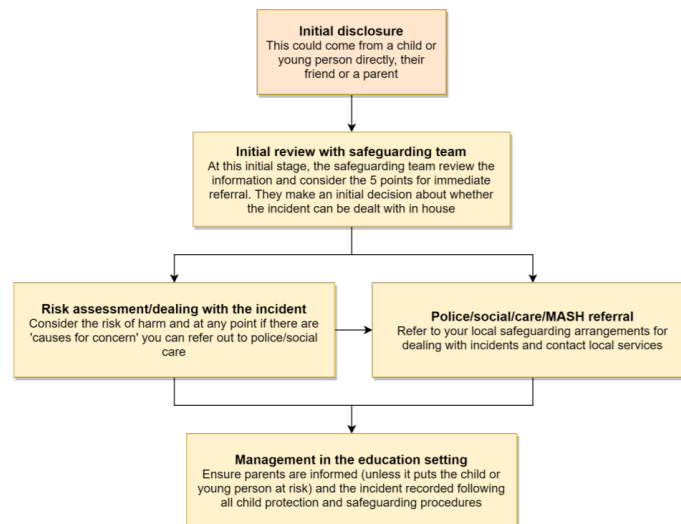 Initial disclosure
This could come from a child or
young person directly, their
friend or a parent
Initial review with safeguarding team
At this initial stage, the safeguarding team review the
information and consider the 5 points for immediate
referral. They make an initial decision about whether
the incident can be dealt with in house
Risk assessment/dealing with the incident
Consider the risk of harm and at any point if there are
'causes for concern' you can refer out to police/social
care
Police/social/care/MASH referral
Refer to your local safeguarding arrangements for
dealing with incidents and contact local services
Management in the education setting
Ensure parents are informed (unless it puts the child or
young person at risk) and the incident recorded following
all child protection and safeguarding procedures